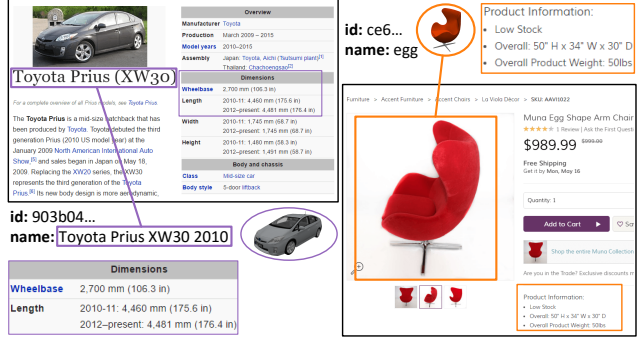 Toyota Prius (XW30)
For a complete overview of all Prius models, see Toyota Prius
The Toyota Prius is a mid-size hatchback that has
been produced by Toyota. Toyota debuted the third
generation Prius (2010 US model year) at the
January 2009 North American International Auto
Show,[5] and sales began in Japan on May 18,
2009. Replacing the XW20 series, the XW30
represents the third generation of the Toyota
Prius.[6] Its new body design is more aerodynamic,
Overview
Manufacturer Toyota
Production March 2009 – 2015
Model years 2010–2015
Assembly Japan: Toyota, Aichi (Tsutsumi plant)[1]
Thailand: Chachoengsao[2]
Dimensions
Wheelbase 2,700 mm (106.3 in)
Length 2010-11: 4,460 mm (175.6 in)
2012–present: 4,481 mm (176.4 in)
Width 2010-11: 1,745 mm (68.7 in)
2012–present: 1,745 mm (68.7 in)
Height 2010-11: 1,480 mm (58.3 in)
2012–present: 1,491 mm (58.7 in)
Body and chassis
Class Mid-size car
Body style 5-door liftback
id: 903b04...
name: Toyota Prius XW30 2010
Dimensions
Wheelbase 2,700 mm (106.3 in)
Length 2010-11: 4,460 mm (175.6 in)
2012–present: 4,481 mm (176.4 in)
id: ce6...
name: egg
Product Information:
• Low Stock
• Overall: 50" H x 34" W x 30" D
• Overall Product Weight: 50lbs
Furniture > Accent Furniture > Accent Chairs > La Viola Décor > SKU: AAVI1022
Muna Egg Shape Arm Chair
1 Review | Ask the First Questi
$989.99 $999.00
Free Shipping
Get it by Mon, May 16
Quantity: 1
Add to Cart
Sav
Shop the entire Muna Collection
Are you in the Trade? Exclusive discounts m
Product Information:
• Low Stock
• Overall: 50" H x 34" W x 30" D
• Overall Product Weight: 50lbs